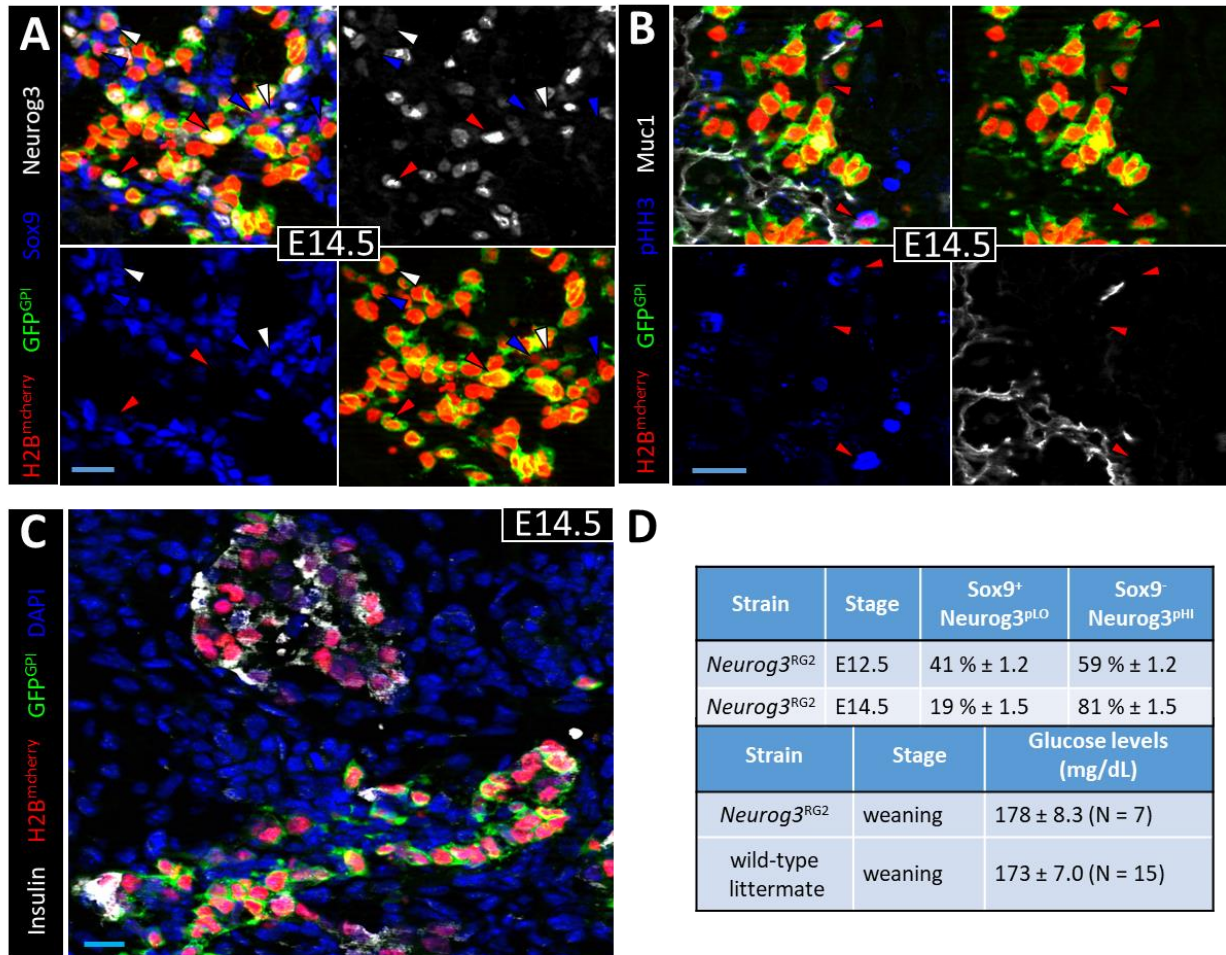 A
H2Bmcherry GFPGPI Sox9 Neurog3
E14.5
B
H2Bmcherry GFPGPI pHH3 Muc1
E14.5
C
Insulin H2Bmcherry GFPGPI DAPI
E14.5
D
Strain Stage Sox9+ Neurog3pLO Sox9- Neurog3pHI
Neurog3RG2 E12.5 41 % ± 1.2 59 % ± 1.2
Neurog3RG2 E14.5 19 % ± 1.5 81 % ± 1.5
Strain Stage Glucose levels (mg/dL)
Neurog3RG2 weaning 178 ± 8.3 (N = 7)
wild-type littermate weaning 173 ± 7.0 (N = 15)